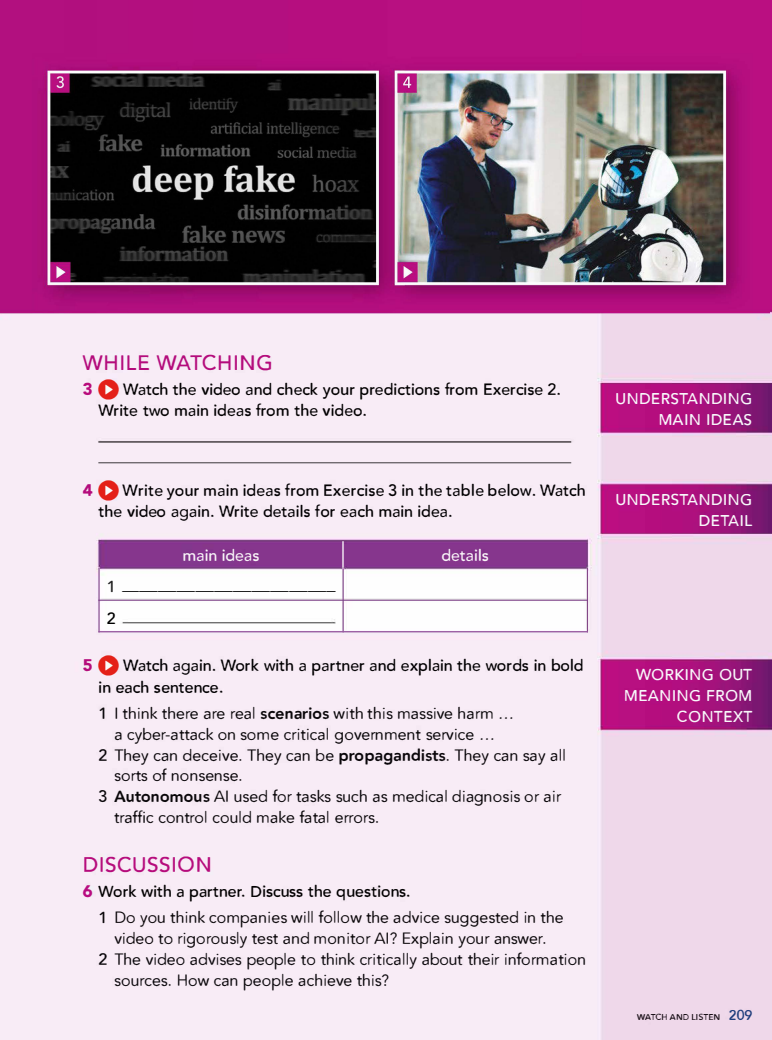 3
social media
ai
nology
digital
identify
manipul
artificial intelligence
tech
ai
fake
information
social media
ax
deep fake
hoax
unication
disinformation
propaganda
fake news
commun
information
manipulation
manipulation
4
WHILE WATCHING
3 Watch the video and check your predictions from Exercise 2.
Write two main ideas from the video.
UNDERSTANDING
MAIN IDEAS
4 Write your main ideas from Exercise 3 in the table below. Watch
the video again. Write details for each main idea.
UNDERSTANDING
DETAIL
main ideas details
1
2
5 Watch again. Work with a partner and explain the words in bold
in each sentence.
WORKING OUT
MEANING FROM
CONTEXT
1 I think there are real scenarios with this massive harm …
a cyber-attack on some critical government service …
2 They can deceive. They can be propagandists. They can say all
sorts of nonsense.
3 Autonomous AI used for tasks such as medical diagnosis or air
traffic control could make fatal errors.
DISCUSSION
6 Work with a partner. Discuss the questions.
1 Do you think companies will follow the advice suggested in the
video to rigorously test and monitor AI? Explain your answer.
2 The video advises people to think critically about their information
sources. How can people achieve this?
WATCH AND LISTEN 209